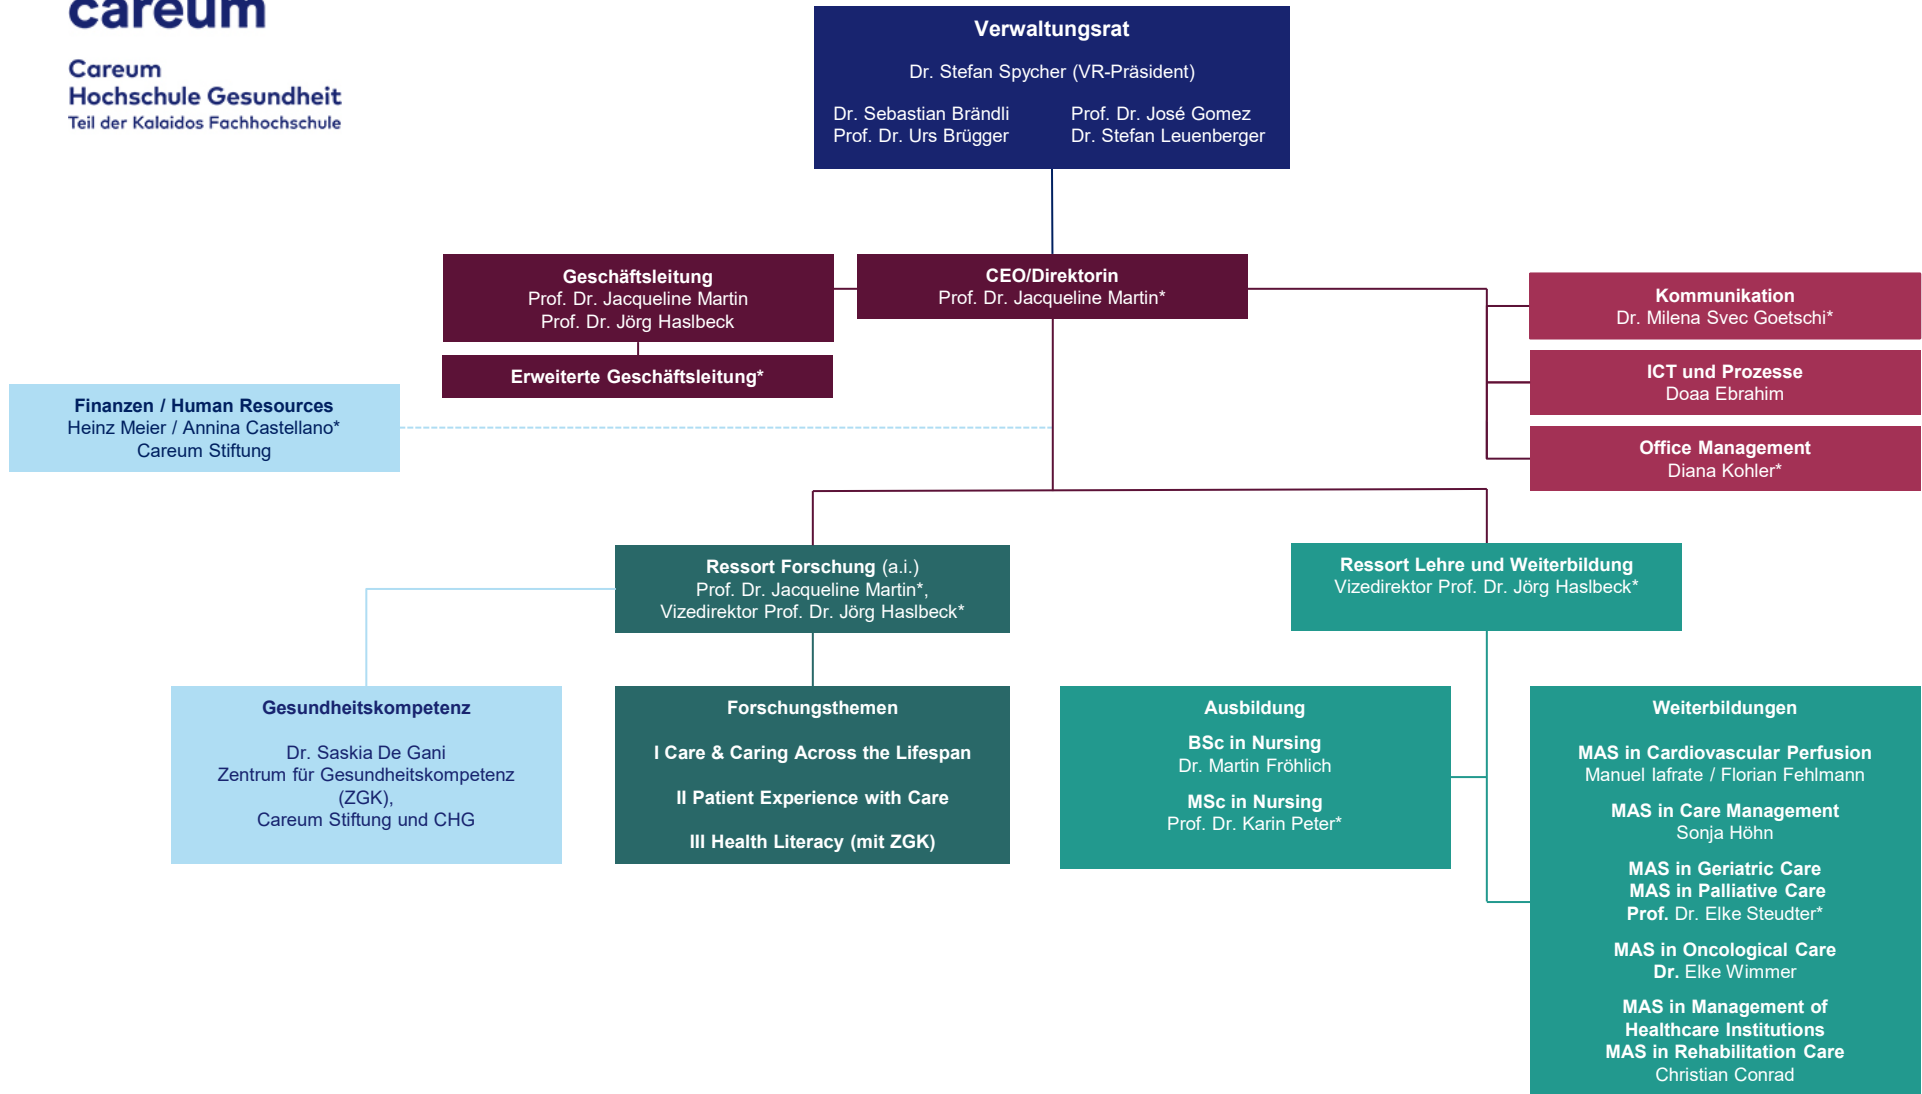 careum
Careum
Hochschule Gesundheit
Teil der Kalaidos Fachhochschule
Verwaltungsrat
Dr. Stefan Spycher (VR-Präsident)
Dr. Sebastian Brändli
Prof. Dr. Urs Brügger
Prof. Dr. José Gomez
Dr. Stefan Leuenberger
Geschäftsleitung
Prof. Dr. Jacqueline Martin
Prof. Dr. Jörg Haslbeck
Erweiterte Geschäftsleitung*
CEO/Direktorin
Prof. Dr. Jacqueline Martin*
Kommunikation
Dr. Milena Svec Goetschi*
ICT und Prozesse
Doaa Ebrahim
Office Management
Diana Kohler*
Finanzen / Human Resources
Heinz Meier / Annina Castellano*
Careum Stiftung
Ressort Forschung (a.i.)
Prof. Dr. Jacqueline Martin*,
Vizedirektor Prof. Dr. Jörg Haslbeck*
Ressort Lehre und Weiterbildung
Vizedirektor Prof. Dr. Jörg Haslbeck*
Gesundheitskompetenz
Dr. Saskia De Gani
Zentrum für Gesundheitskompetenz
(ZGK),
Careum Stiftung und CHG
Forschungsthemen
I Care & Caring Across the Lifespan
II Patient Experience with Care
III Health Literacy (mit ZGK)
Ausbildung
BSc in Nursing
Dr. Martin Fröhlich
MSc in Nursing
Prof. Dr. Karin Peter*
Weiterbildungen
MAS in Cardiovascular Perfusion
Manuel Iafrate / Florian Fehlmann
MAS in Care Management
Sonja Höhn
MAS in Geriatric Care
MAS in Palliative Care
Prof. Dr. Elke Steudter*
MAS in Oncological Care
Dr. Elke Wimmer
MAS in Management of
Healthcare Institutions
MAS in Rehabilitation Care
Christian Conrad